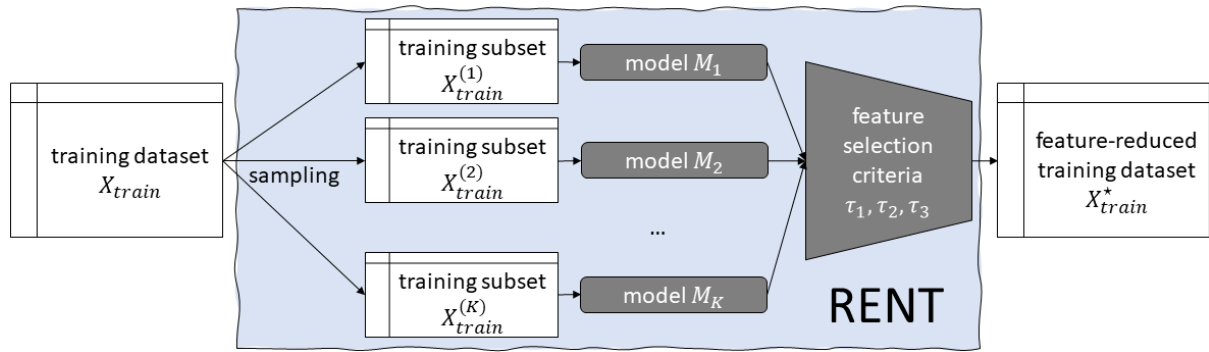 training dataset
X_train
sampling
training subset
X_train^(1)
model M_1
training subset
X_train^(2)
model M_2
...
training subset
X_train^(K)
model M_K
feature
selection
criteria
τ_1, τ_2, τ_3
RENT
feature-reduced
training dataset
X_train^⋆